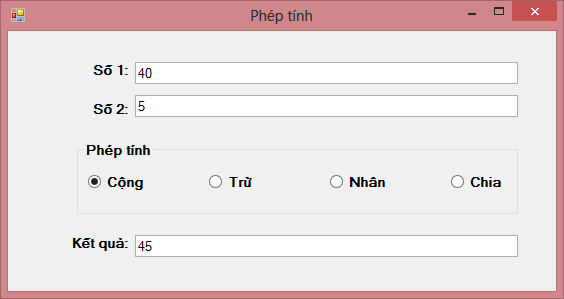 Phép tính
Số 1: 40
Số 2: 5
Phép tính
Cộng Trừ Nhân Chia
Kết quả: 45